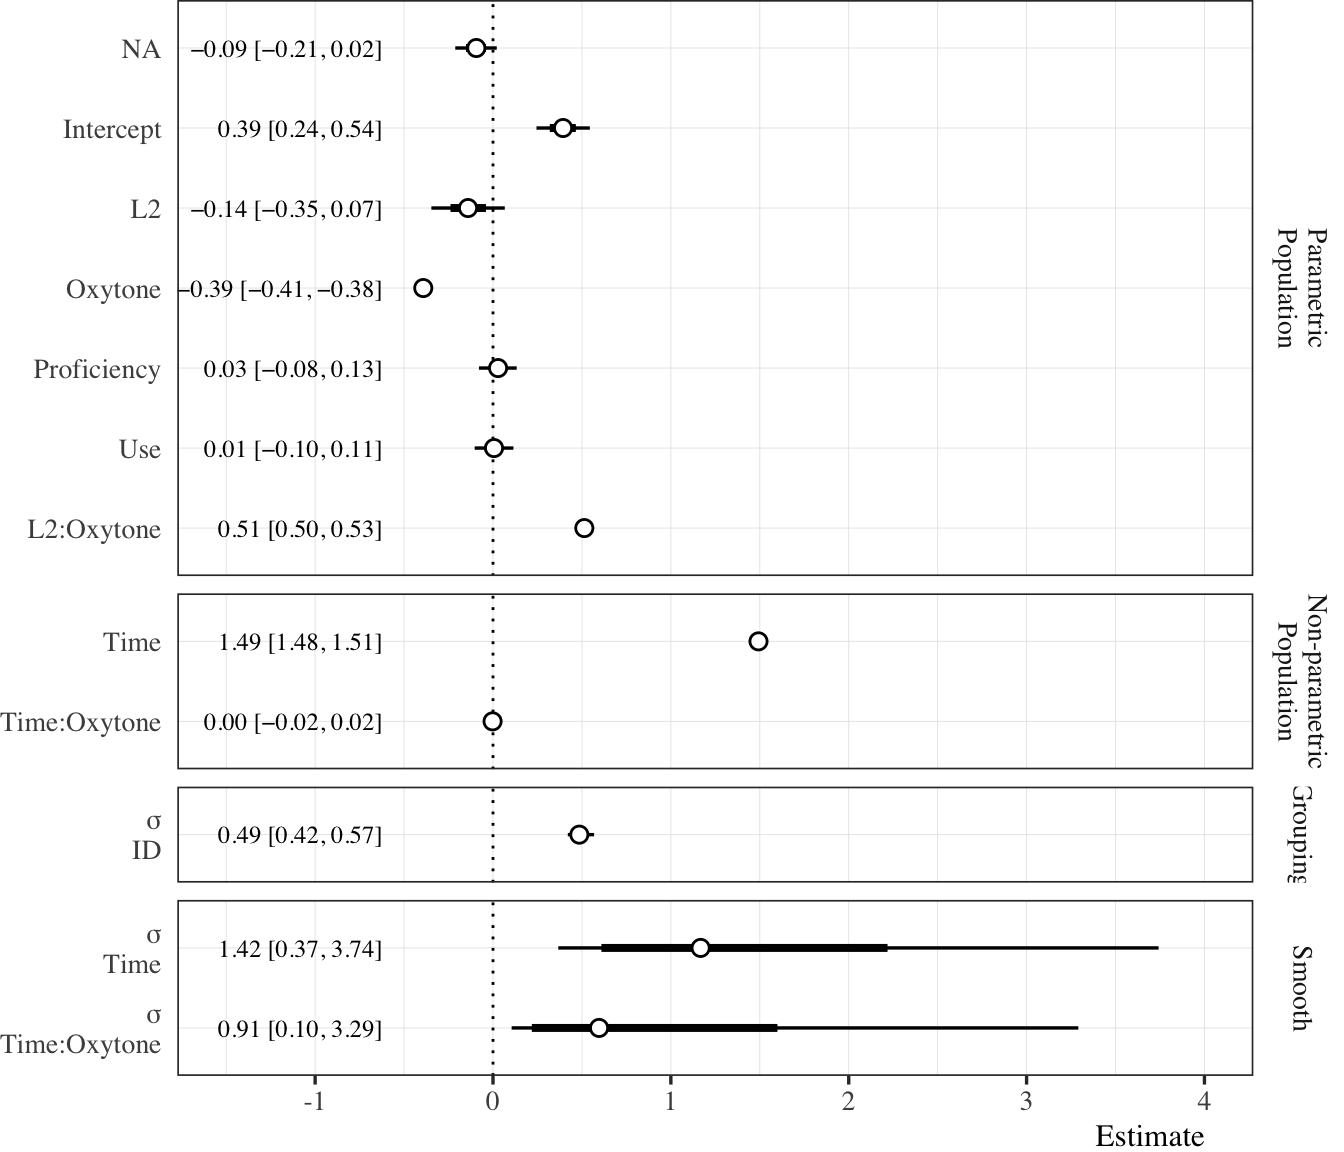 NA −0.09 [−0.21, 0.02]
Intercept 0.39 [0.24, 0.54]
L2 −0.14 [−0.35, 0.07]
Oxytone −0.39 [−0.41, −0.38]
Proficiency 0.03 [−0.08, 0.13]
Use 0.01 [−0.10, 0.11]
L2:Oxytone 0.51 [0.50, 0.53]
Parametric
Population
Time 1.49 [1.48, 1.51]
Time:Oxytone 0.00 [−0.02, 0.02]
Non-parametric
Population
σ
ID 0.49 [0.42, 0.57]
Grouping
σ
Time 1.42 [0.37, 3.74]
σ
Time:Oxytone 0.91 [0.10, 3.29]
Smooth
-1 0 1 2 3 4
Estimate